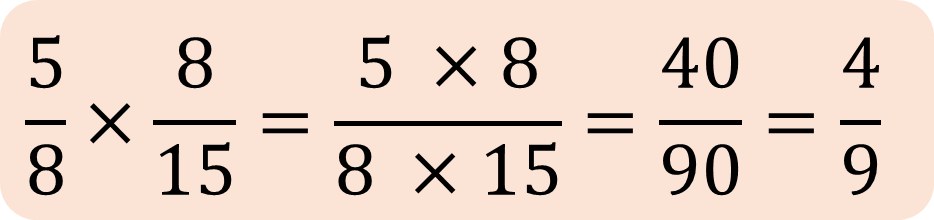 5/8 × 8/15 = 5 × 8/8 × 15 = 40/90 = 4/9